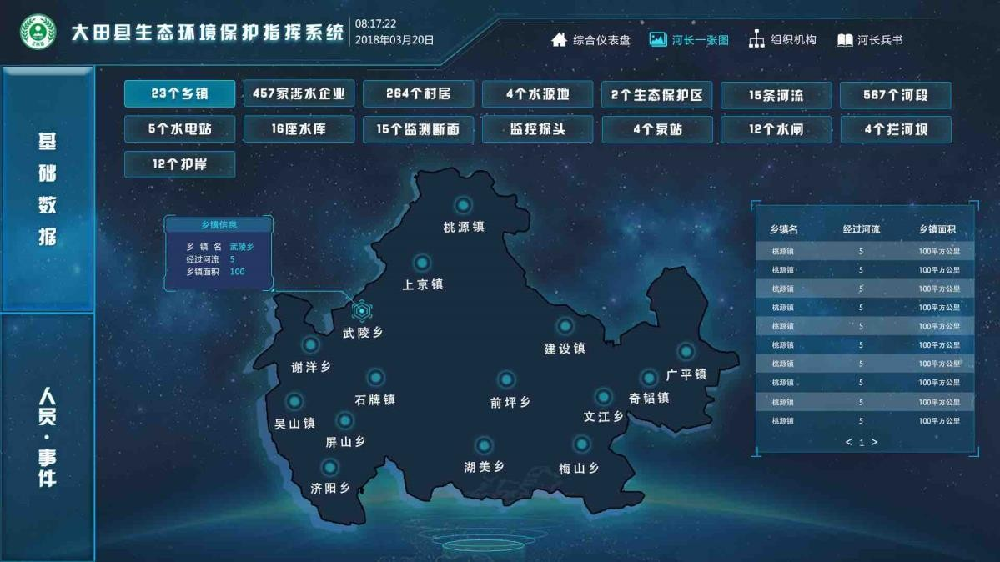 大田县生态环境保护指挥系统
08:17:22
2018年03月20日
综合仪表盘
河长一张图
组织机构
河长兵书
基础数据
人员·事件
23个乡镇
457家涉水企业
264个村居
4个水源地
2个生态保护区
15条河流
567个河段
5个水电站
16座水库
15个监测断面
监控探头
4个泵站
12个水闸
4个拦河坝
12个护岸
乡镇信息
乡 镇 名 武陵乡
经过河流 5
乡镇面积 100
桃源镇
上京镇
武陵乡
建设镇
谢洋乡
广平镇
石牌镇
前坪乡
奇韬镇
文江乡
吴山镇
屏山乡
湖美乡
梅山乡
济阳乡
乡镇名 经过河流 乡镇面积
桃源镇 5 100平方公里
桃源镇 5 100平方公里
桃源镇 5 100平方公里
桃源镇 5 100平方公里
桃源镇 5 100平方公里
桃源镇 5 100平方公里
桃源镇 5 100平方公里
桃源镇 5 100平方公里
桃源镇 5 100平方公里
桃源镇 5 100平方公里
< 1 >